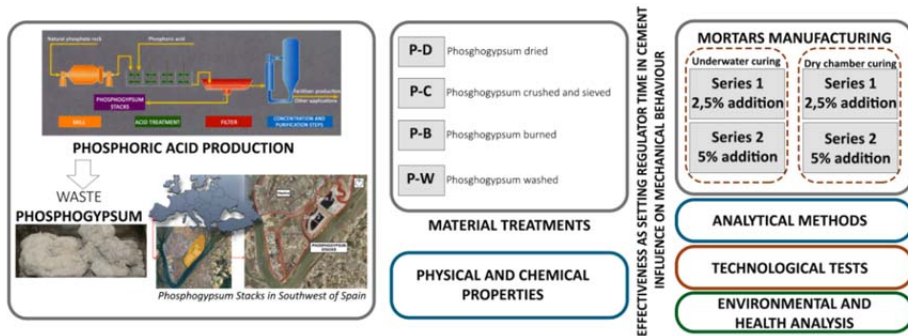 Natural phosphate rock
Phosphoric acid
Fertilizer production
Other applications
PHOSPHOGYPSUM
STACKS
MILL
ACID TREATMENT
FILTER
CONCENTRATION AND
PURIFICATION STEPS
PHOSPHORIC ACID PRODUCTION
WASTE
PHOSPHOGYPSUM
PHOSPHOGYPSUM
STACKS
Phosphogypsum Stacks in Southwest of Spain
P-D Phosghogypsum dried
P-C Phosghogypsum crushed and sieved
P-B Phosghogypsum burned
P-W Phosghogypsum washed
MATERIAL TREATMENTS
PHYSICAL AND CHEMICAL
PROPERTIES
EFFECTIVENESS AS SETTING REGULATOR TIME IN CEMENT
INFLUENCE ON MECHANICAL BEHAVIOUR
MORTARS MANUFACTURING
Underwater curing
Series 1
2,5% addition
Series 2
5% addition
Dry chamber curing
Series 1
2,5% addition
Series 2
5% addition
ANALYTICAL METHODS
TECHNOLOGICAL TESTS
ENVIRONMENTAL AND
HEALTH ANALYSIS